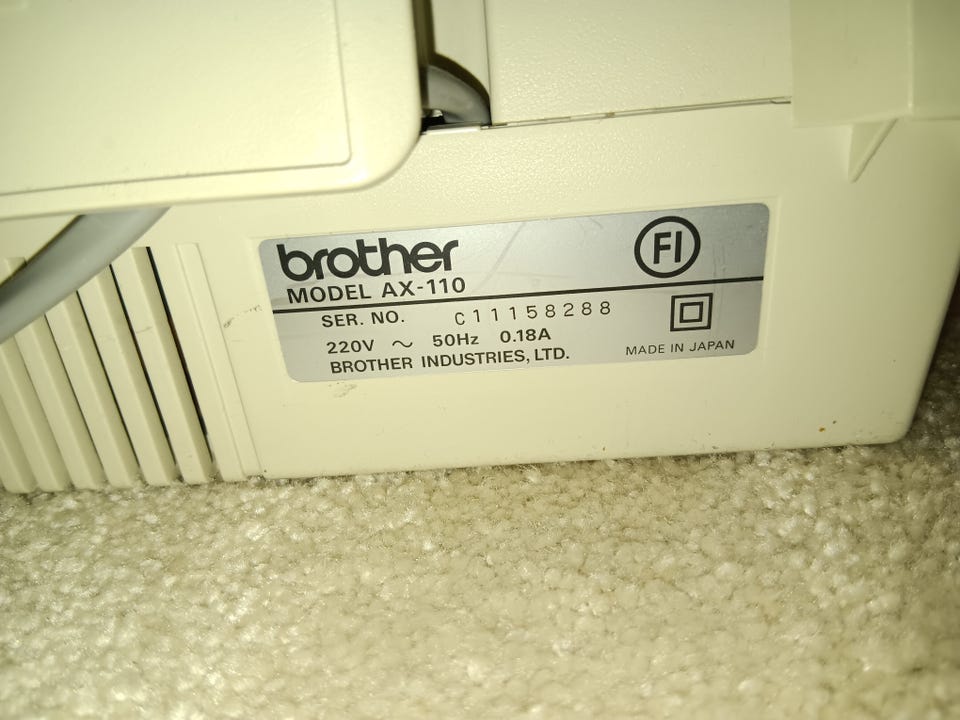 brother
FI
MODEL AX-110
SER. NO. C11158288
220V ～ 50Hz 0.18A
BROTHER INDUSTRIES, LTD.
MADE IN JAPAN